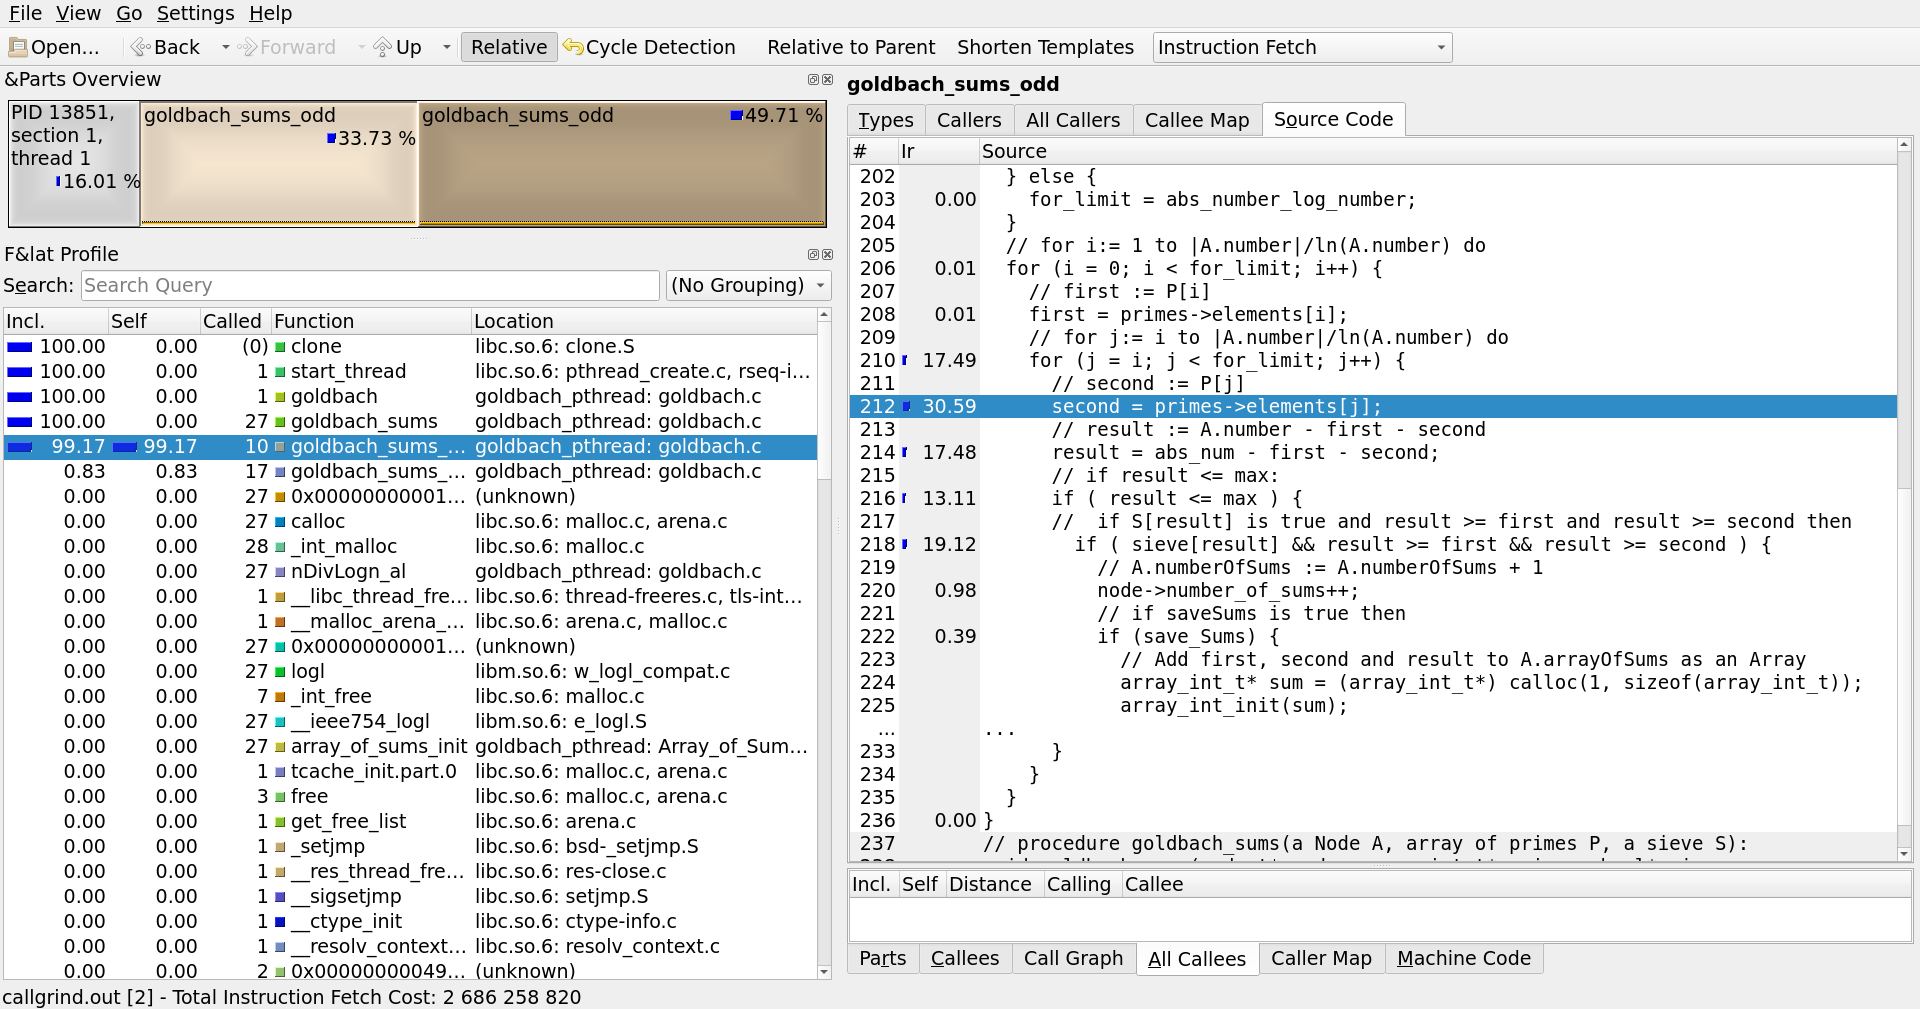 File View Go Settings Help
Open... Back Forward Up Relative Cycle Detection Relative to Parent Shorten Templates Instruction Fetch
&Parts Overview
PID 13851,
section 1,
thread 1
16.01 %
goldbach_sums_odd
33.73 %
goldbach_sums_odd
49.71 %
F&lat Profile
Search: Search Query (No Grouping)
Incl. Self Called Function Location
100.00 0.00 (0) clone libc.so.6: clone.S
100.00 0.00 1 start_thread libc.so.6: pthread_create.c, rseq-i...
100.00 0.00 1 goldbach goldbach_pthread: goldbach.c
100.00 0.00 27 goldbach_sums goldbach_pthread: goldbach.c
99.17 99.17 10 goldbach_sums_... goldbach_pthread: goldbach.c
0.83 0.83 17 goldbach_sums_... goldbach_pthread: goldbach.c
0.00 0.00 27 0x00000000001... (unknown)
0.00 0.00 27 calloc libc.so.6: malloc.c, arena.c
0.00 0.00 28 _int_malloc libc.so.6: malloc.c
0.00 0.00 27 nDivLogn_al goldbach_pthread: goldbach.c
0.00 0.00 1 __libc_thread_fre... libc.so.6: thread-freeres.c, tls-int...
0.00 0.00 1 __malloc_arena_... libc.so.6: arena.c, malloc.c
0.00 0.00 27 0x00000000001... (unknown)
0.00 0.00 27 logl libm.so.6: w_logl_compat.c
0.00 0.00 7 _int_free libc.so.6: malloc.c
0.00 0.00 27 __ieee754_logl libm.so.6: e_logl.S
0.00 0.00 27 array_of_sums_init goldbach_pthread: Array_of_Sum...
0.00 0.00 1 tcache_init.part.0 libc.so.6: malloc.c, arena.c
0.00 0.00 3 free libc.so.6: malloc.c, arena.c
0.00 0.00 1 get_free_list libc.so.6: arena.c
0.00 0.00 1 _setjmp libc.so.6: bsd-_setjmp.S
0.00 0.00 1 __res_thread_fre... libc.so.6: res-close.c
0.00 0.00 1 __sigsetjmp libc.so.6: setjmp.S
0.00 0.00 1 __ctype_init libc.so.6: ctype-info.c
0.00 0.00 1 __resolv_context... libc.so.6: resolv_context.c
0.00 0.00 2 0x00000000049... (unknown)
callgrind.out [2] - Total Instruction Fetch Cost: 2 686 258 820
goldbach_sums_odd
Types Callers All Callers Callee Map Source Code
# Ir Source
202 } else {
203 0.00 for_limit = abs_number_log_number;
204 }
205 // for i:= 1 to |A.number|/ln(A.number) do
206 0.01 for (i = 0; i < for_limit; i++) {
207 // first := P[i]
208 0.01 first = primes->elements[i];
209 // for j:= i to |A.number|/ln(A.number) do
210 17.49 for (j = i; j < for_limit; j++) {
211 // second := P[j]
212 30.59 second = primes->elements[j];
213 // result := A.number - first - second
214 17.48 result = abs_num - first - second;
215 // if result <= max:
216 13.11 if ( result <= max ) {
217 // if S[result] is true and result >= first and result >= second then
218 19.12 if ( sieve[result] && result >= first && result >= second ) {
219 // A.numberOfSums := A.numberOfSums + 1
220 0.98 node->number_of_sums++;
221 // if saveSums is true then
222 0.39 if (save_Sums) {
223 // Add first, second and result to A.arrayOfSums as an Array
224 array_int_t* sum = (array_int_t*) calloc(1, sizeof(array_int_t));
225 array_int_init(sum);
... ...
233 }
234 }
235 }
236 0.00 }
237 // procedure goldbach_sums(a Node A, array of primes P, a sieve S):
Incl. Self Distance Calling Callee
Parts Callees Call Graph All Callees Caller Map Machine Code